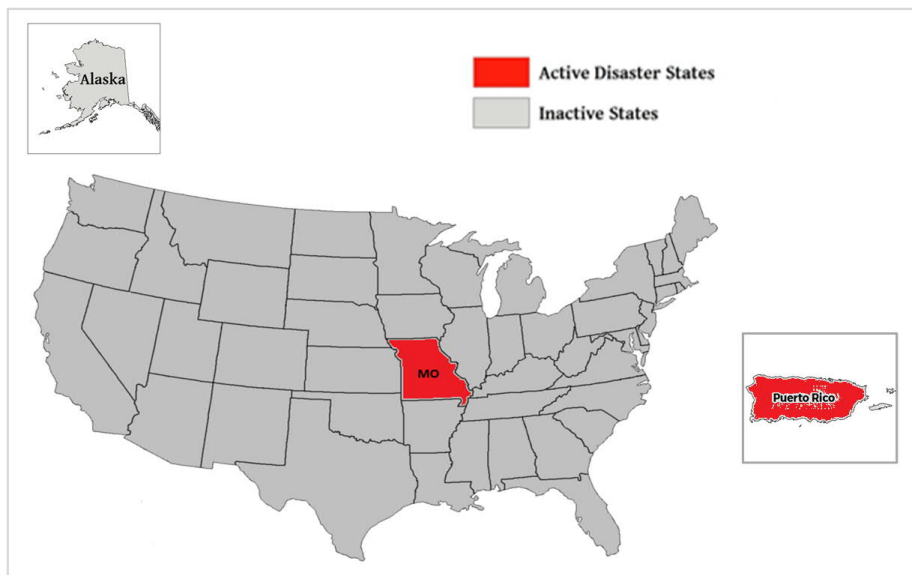 Alaska
Active Disaster States
Inactive States
MO
Puerto Rico